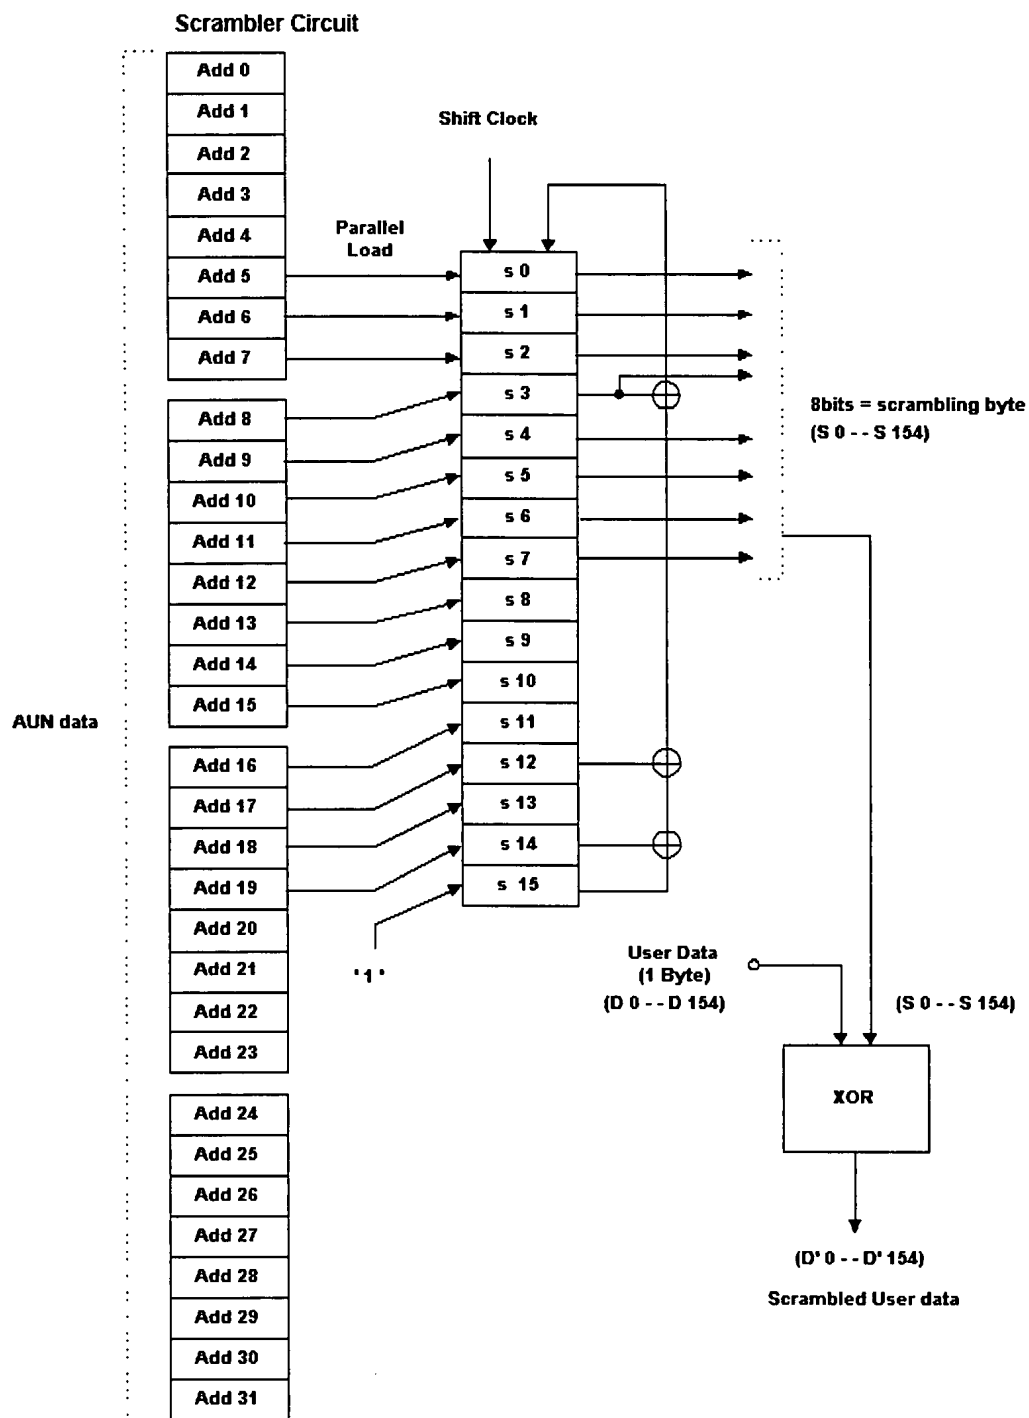 Scrambler Circuit
Add 0
Add 1
Add 2
Add 3
Add 4
Add 5
Add 6
Add 7
Add 8
Add 9
Add 10
Add 11
Add 12
Add 13
Add 14
Add 15
Add 16
Add 17
Add 18
Add 19
Add 20
Add 21
Add 22
Add 23
Add 24
Add 25
Add 26
Add 27
Add 28
Add 29
Add 30
Add 31
AUN data
Parallel
Load
Shift Clock
s 0
s 1
s 2
s 3
s 4
s 5
s 6
s 7
s 8
s 9
s 10
s 11
s 12
s 13
s 14
s 15
'1'
8bits = scrambling byte
(S 0 - - S 154)
User Data
(1 Byte)
(D 0 - - D 154)
(S 0 - - S 154)
XOR
(D' 0 - - D' 154)
Scrambled User data